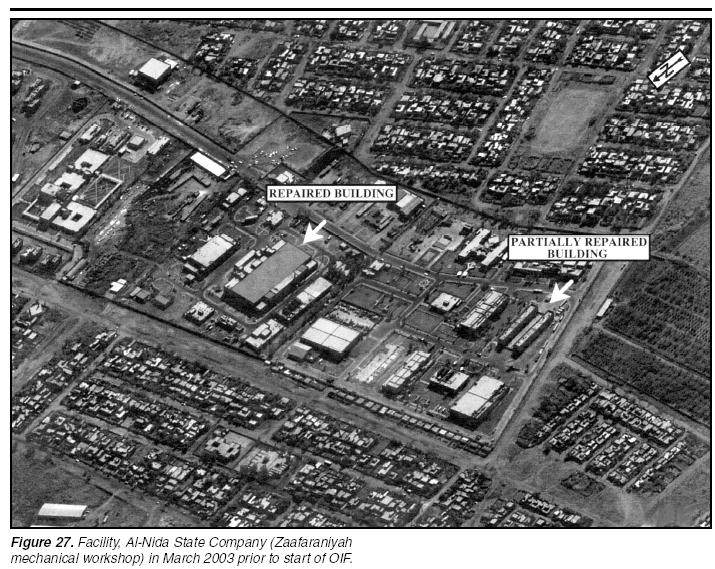 N
REPAIRED BUILDING
PARTIALLY REPAIRED
BUILDING
Figure 27. Facility, Al-Nida State Company (Zaafaraniyah
mechanical workshop) in March 2003 prior to start of OIF.